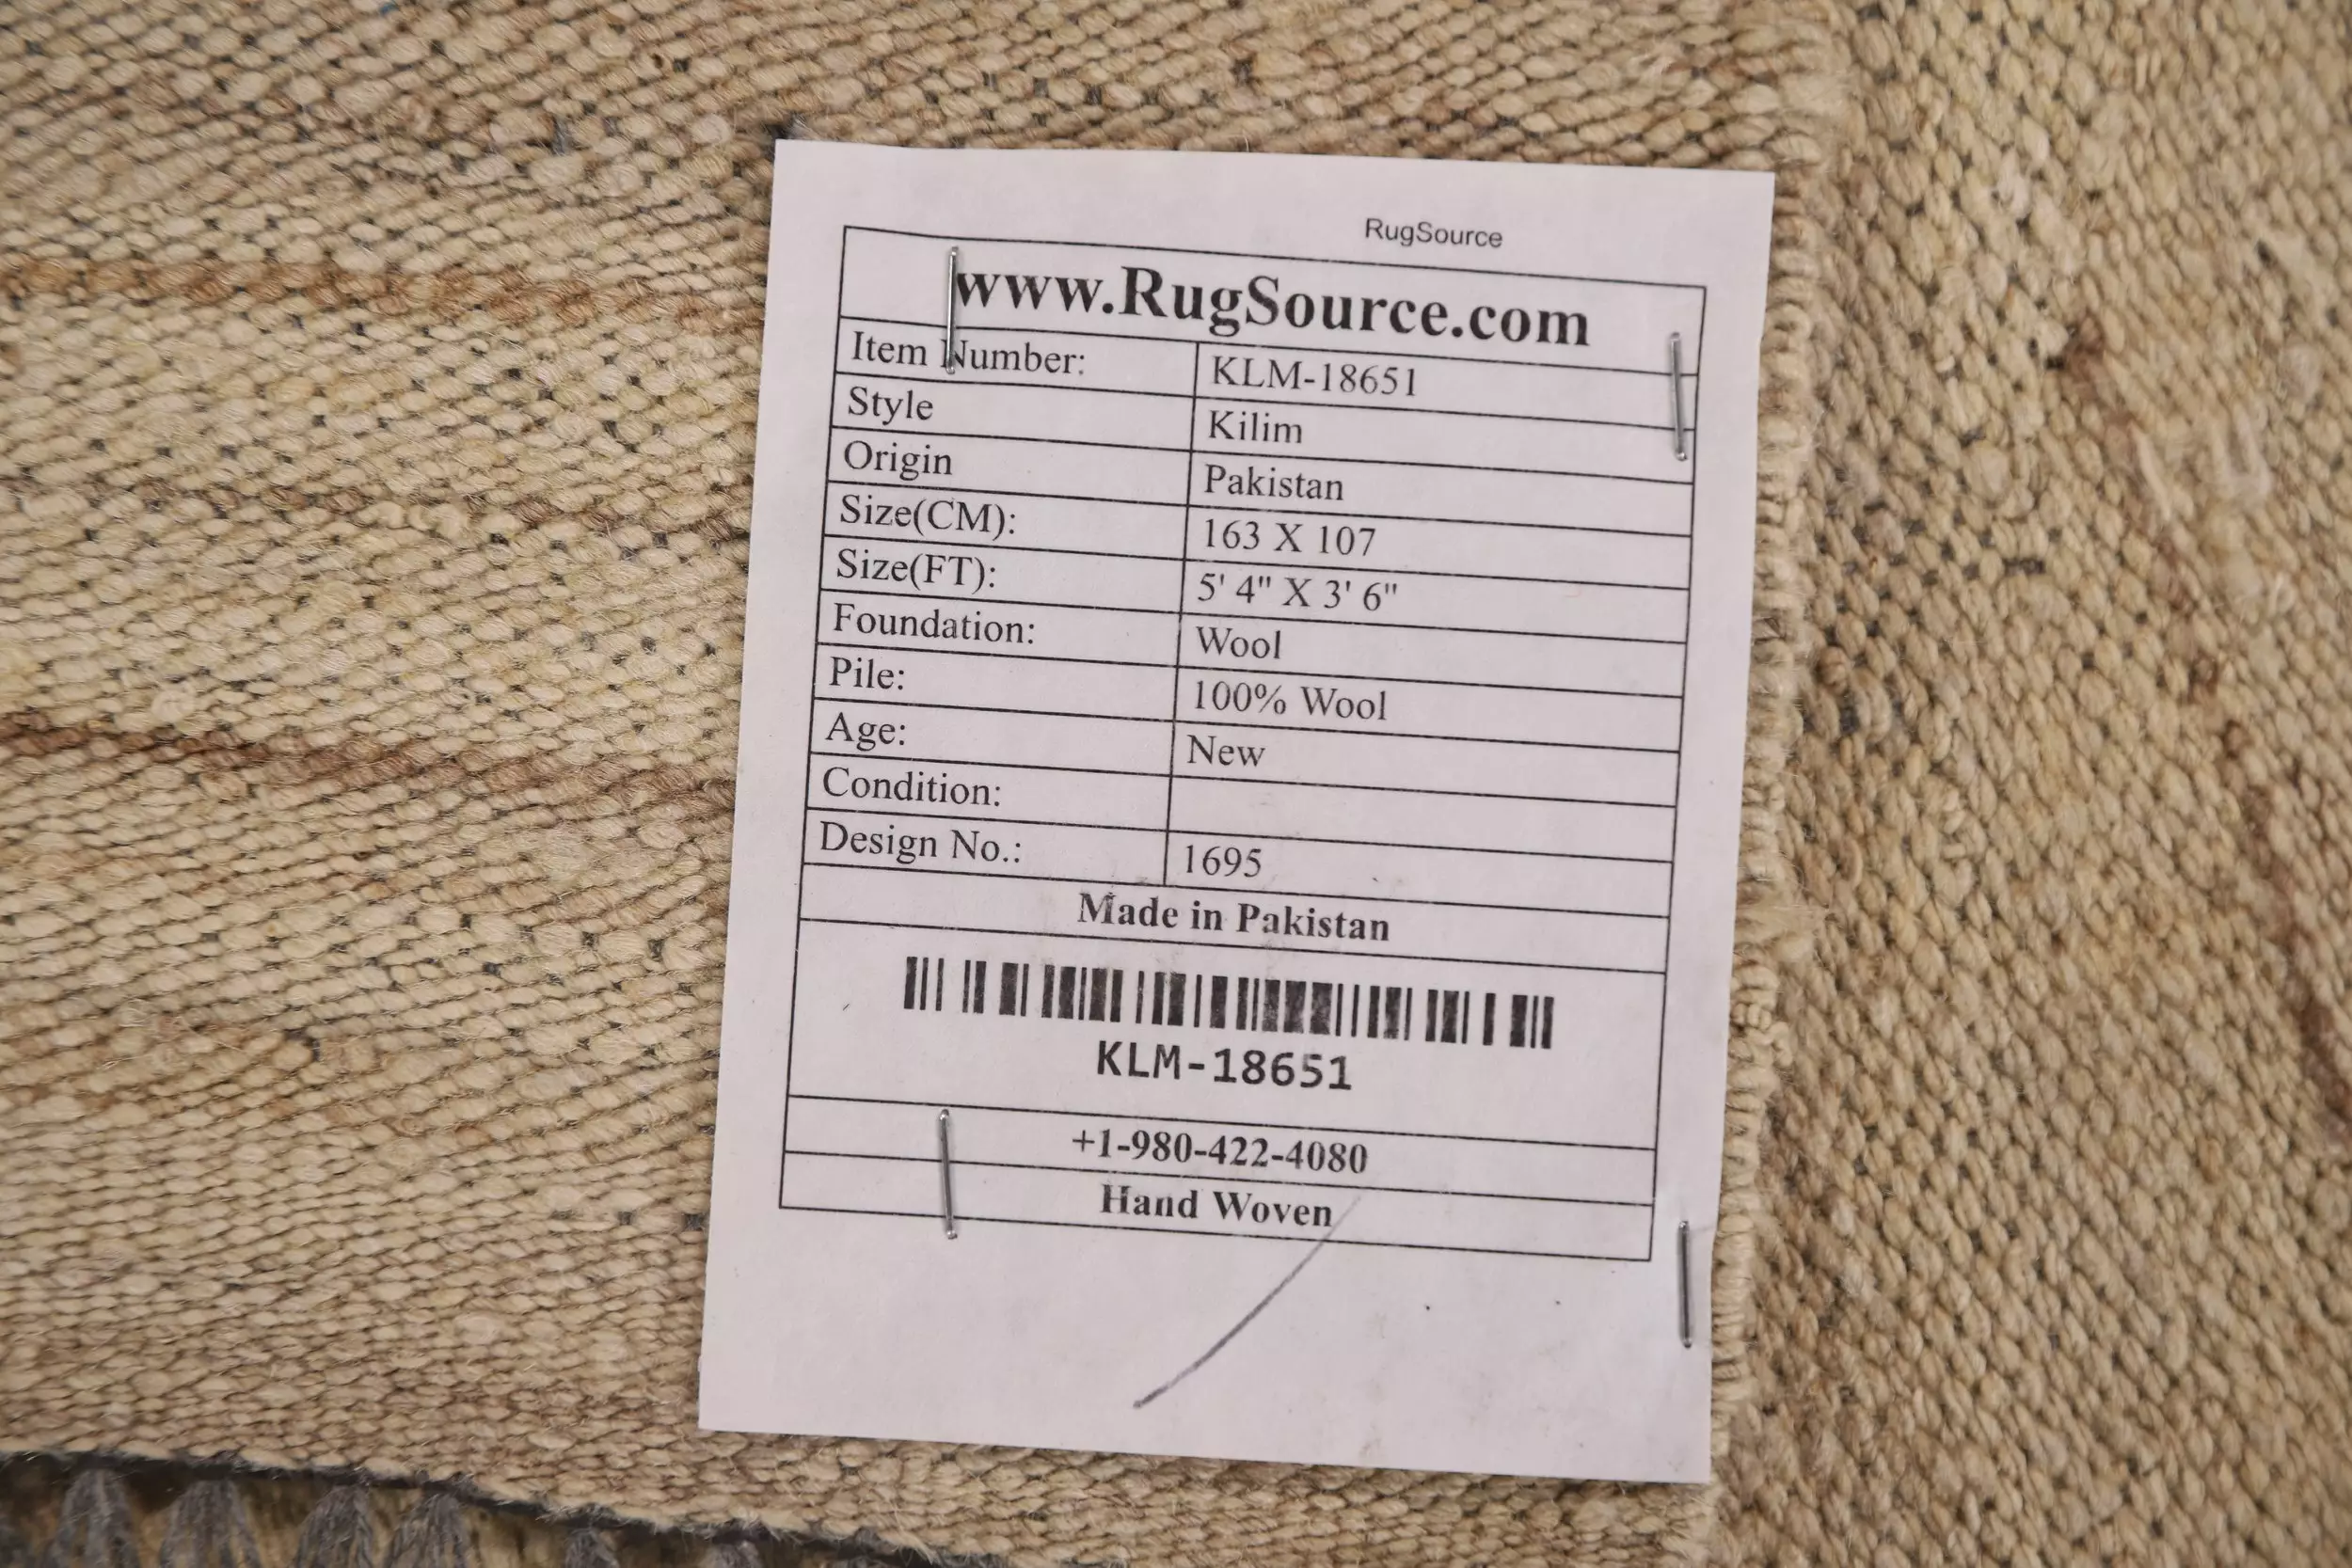 RugSource
www.RugSource.com
Item Number: KLM-18651
Style Kilim
Origin Pakistan
Size(CM): 163 X 107
Size(FT): 5' 4" X 3' 6"
Foundation: Wool
Pile: 100% Wool
Age: New
Condition:
Design No.: 1695
Made in Pakistan
KLM-18651
+1-980-422-4080
Hand Woven